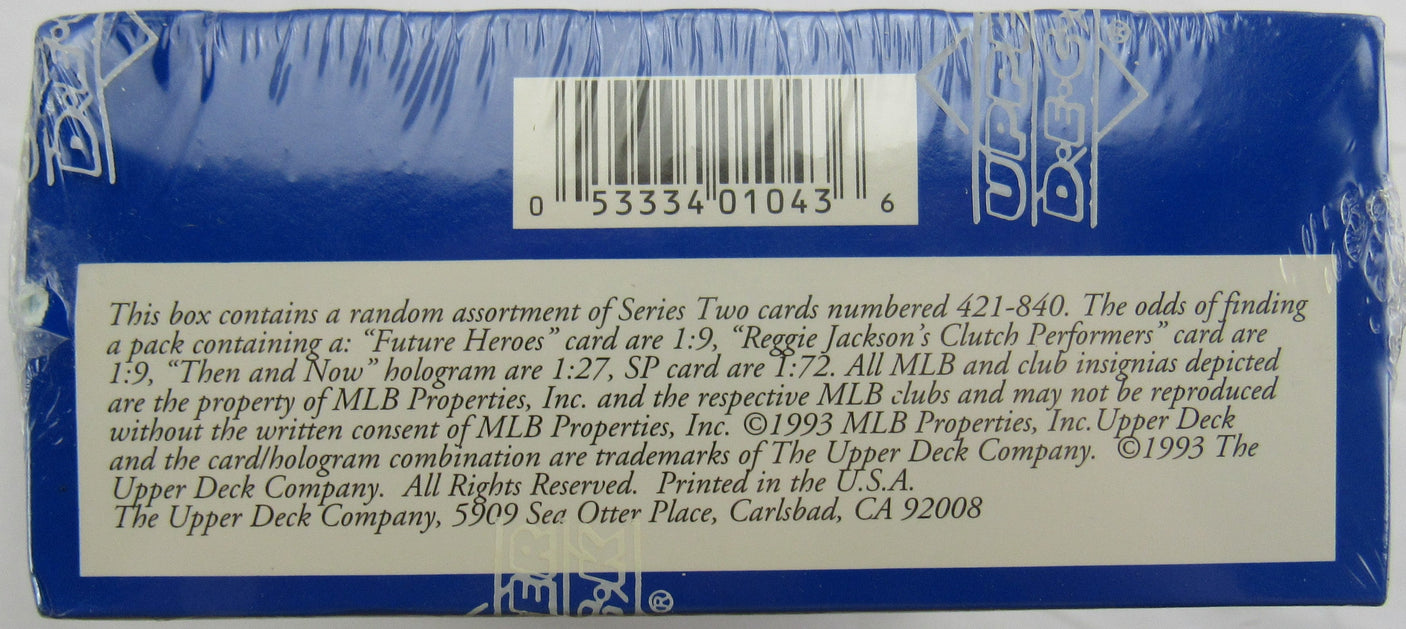 DECK
UPPER
DECK®
0 53334 01043 6
This box contains a random assortment of Series Two cards numbered 421-840. The odds of finding
a pack containing a: “Future Heroes” card are 1:9, “Reggie Jackson’s Clutch Performers” card are
1:9, “Then and Now” hologram are 1:27, SP card are 1:72. All MLB and club insignias depicted
are the property of MLB Properties, Inc. and the respective MLB clubs and may not be reproduced
without the written consent of MLB Properties, Inc. ©1993 MLB Properties, Inc. Upper Deck
and the card/hologram combination are trademarks of The Upper Deck Company. ©1993 The
Upper Deck Company. All Rights Reserved. Printed in the U.S.A.
The Upper Deck Company, 5909 Sea Otter Place, Carlsbad, CA 92008